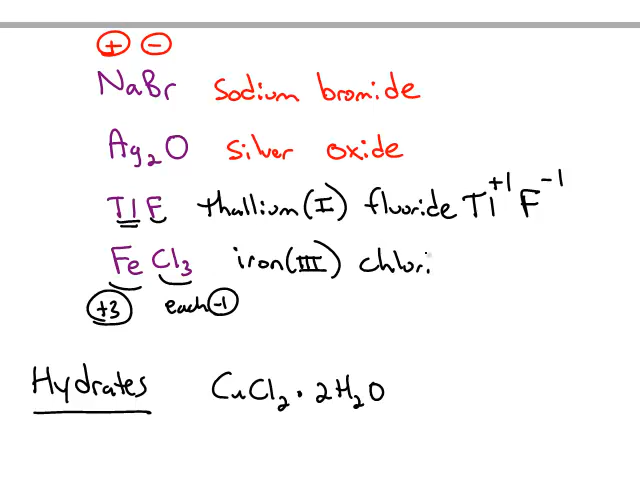 + −
NaBr sodium bromide
Ag₂O silver oxide
TlF thallium(I) fluoride Tl⁺¹ F⁻¹
FeCl₃ iron(III) chlori
+3 each -1
Hydrates CuCl₂ · 2H₂O